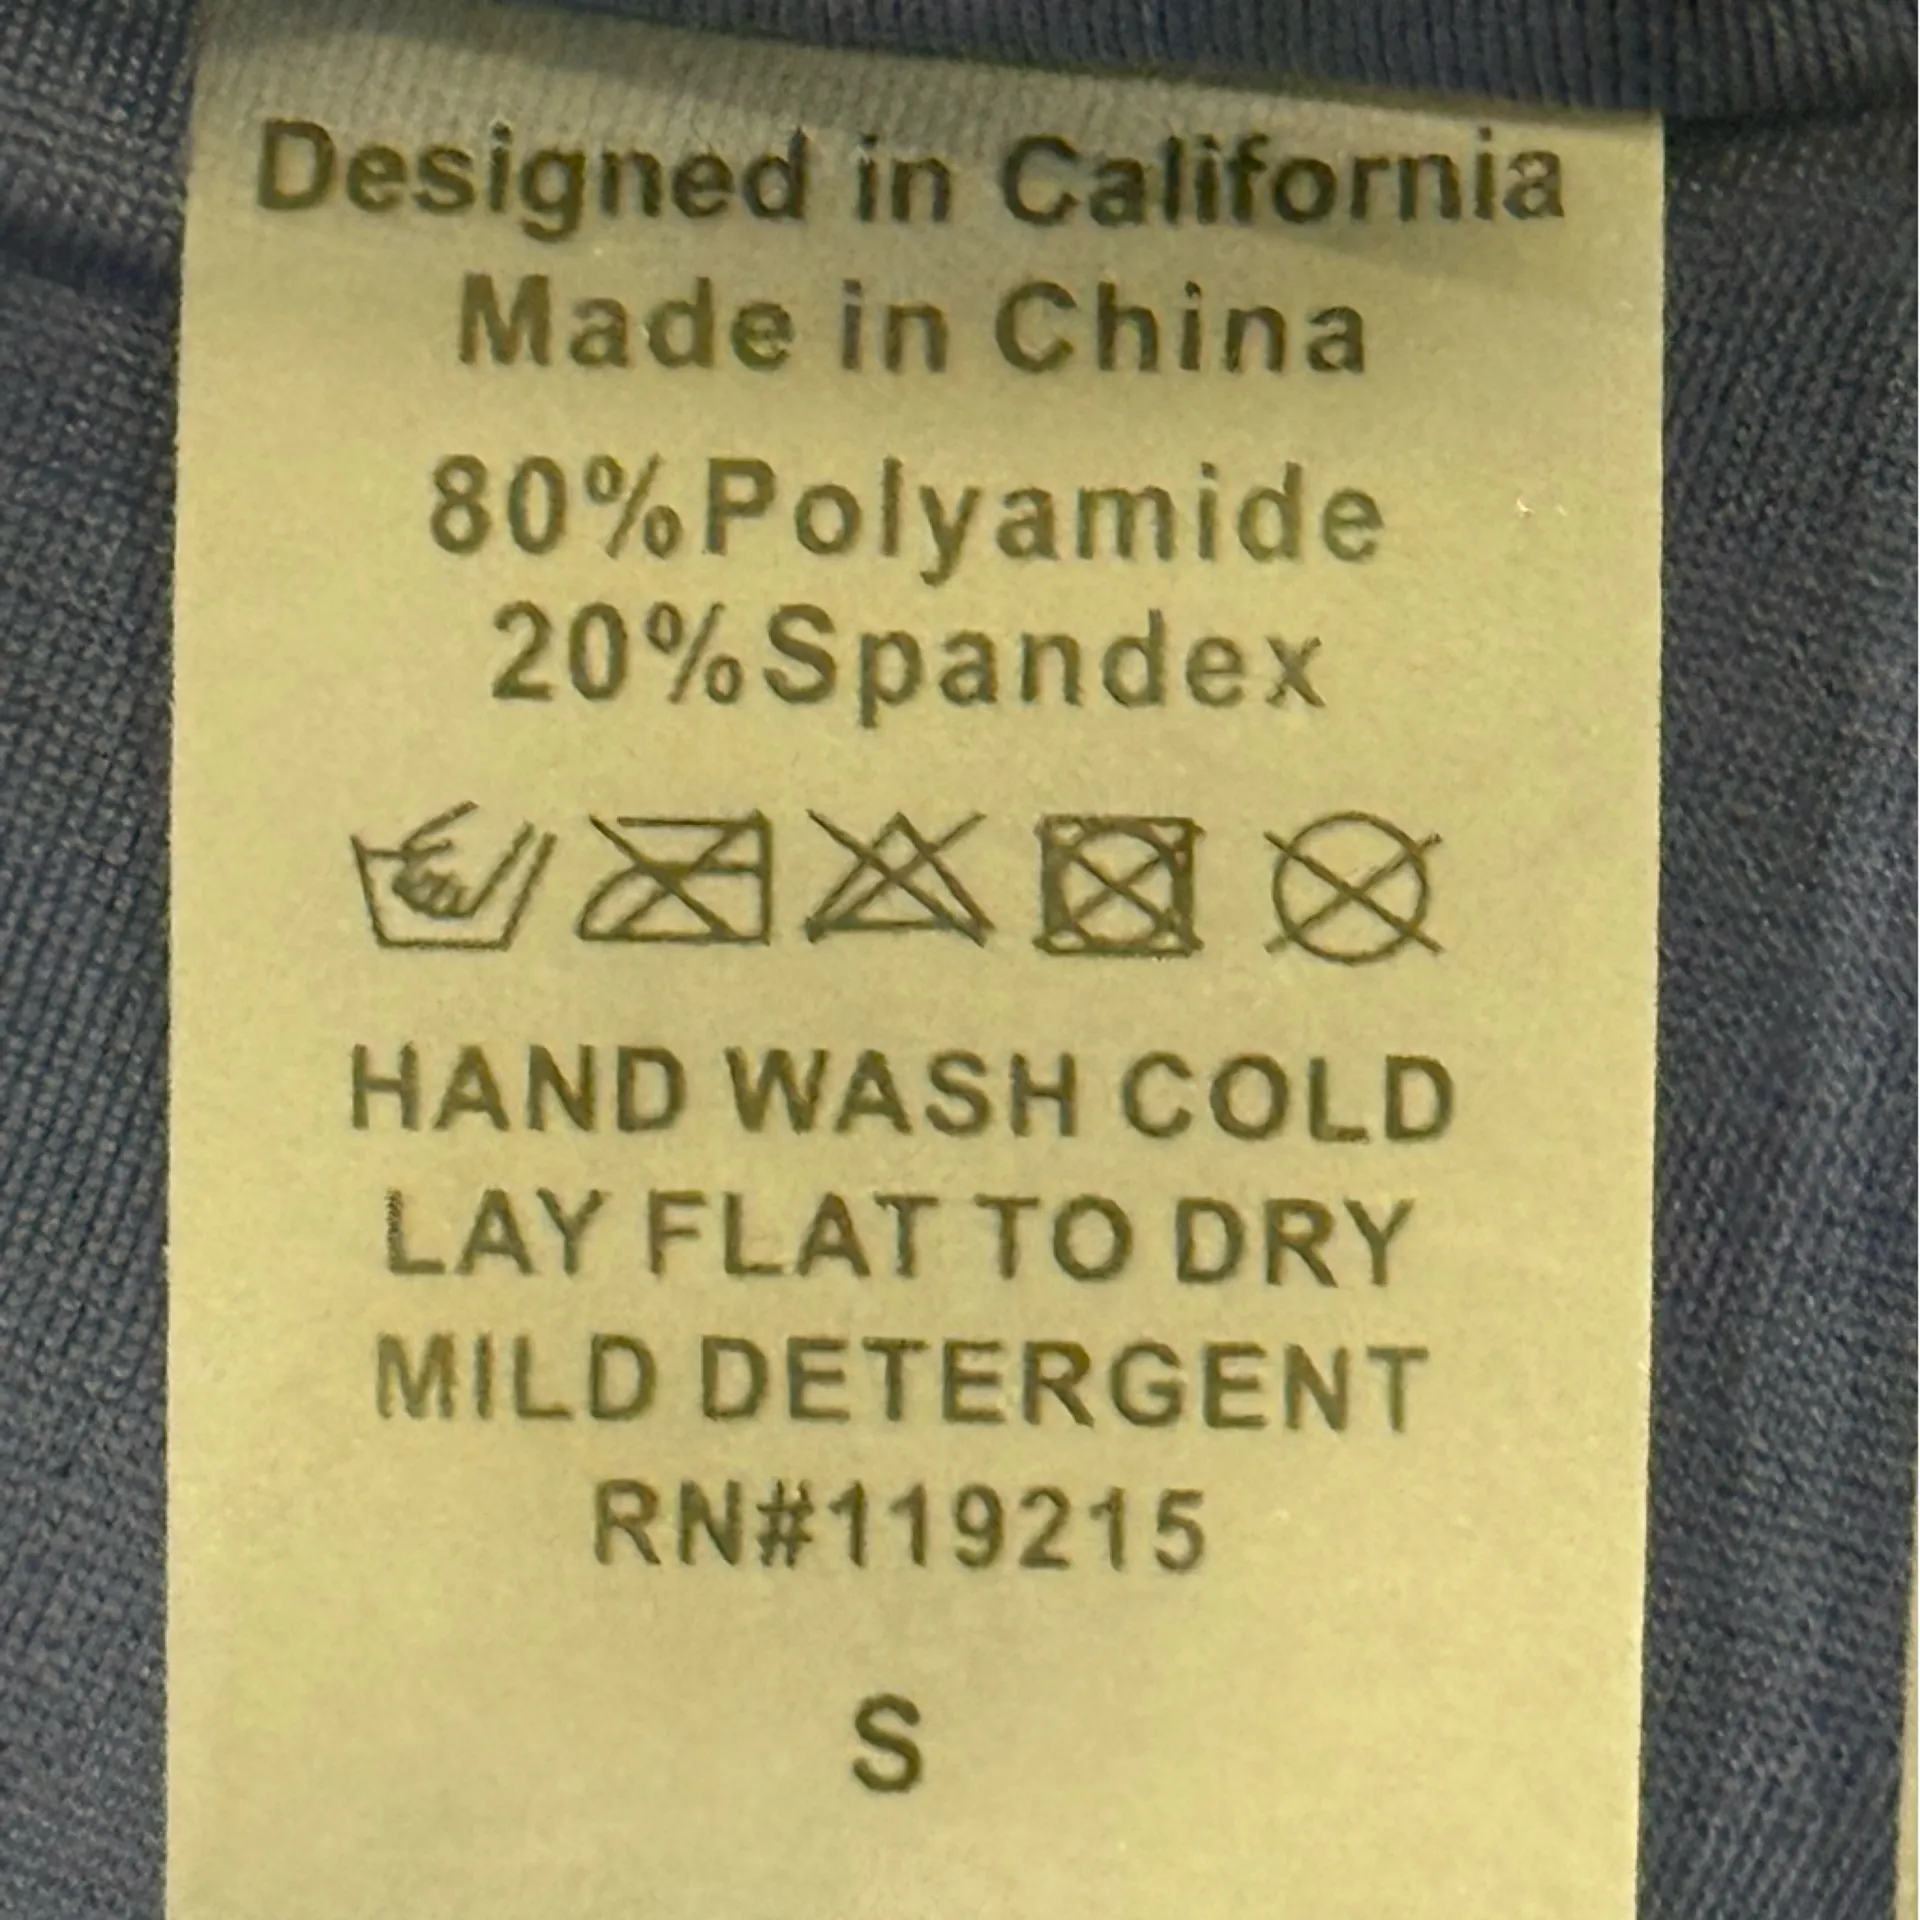 Designed in California
Made in China
80%Polyamide
20%Spandex
HAND WASH COLD
LAY FLAT TO DRY
MILD DETERGENT
RN#119215
S